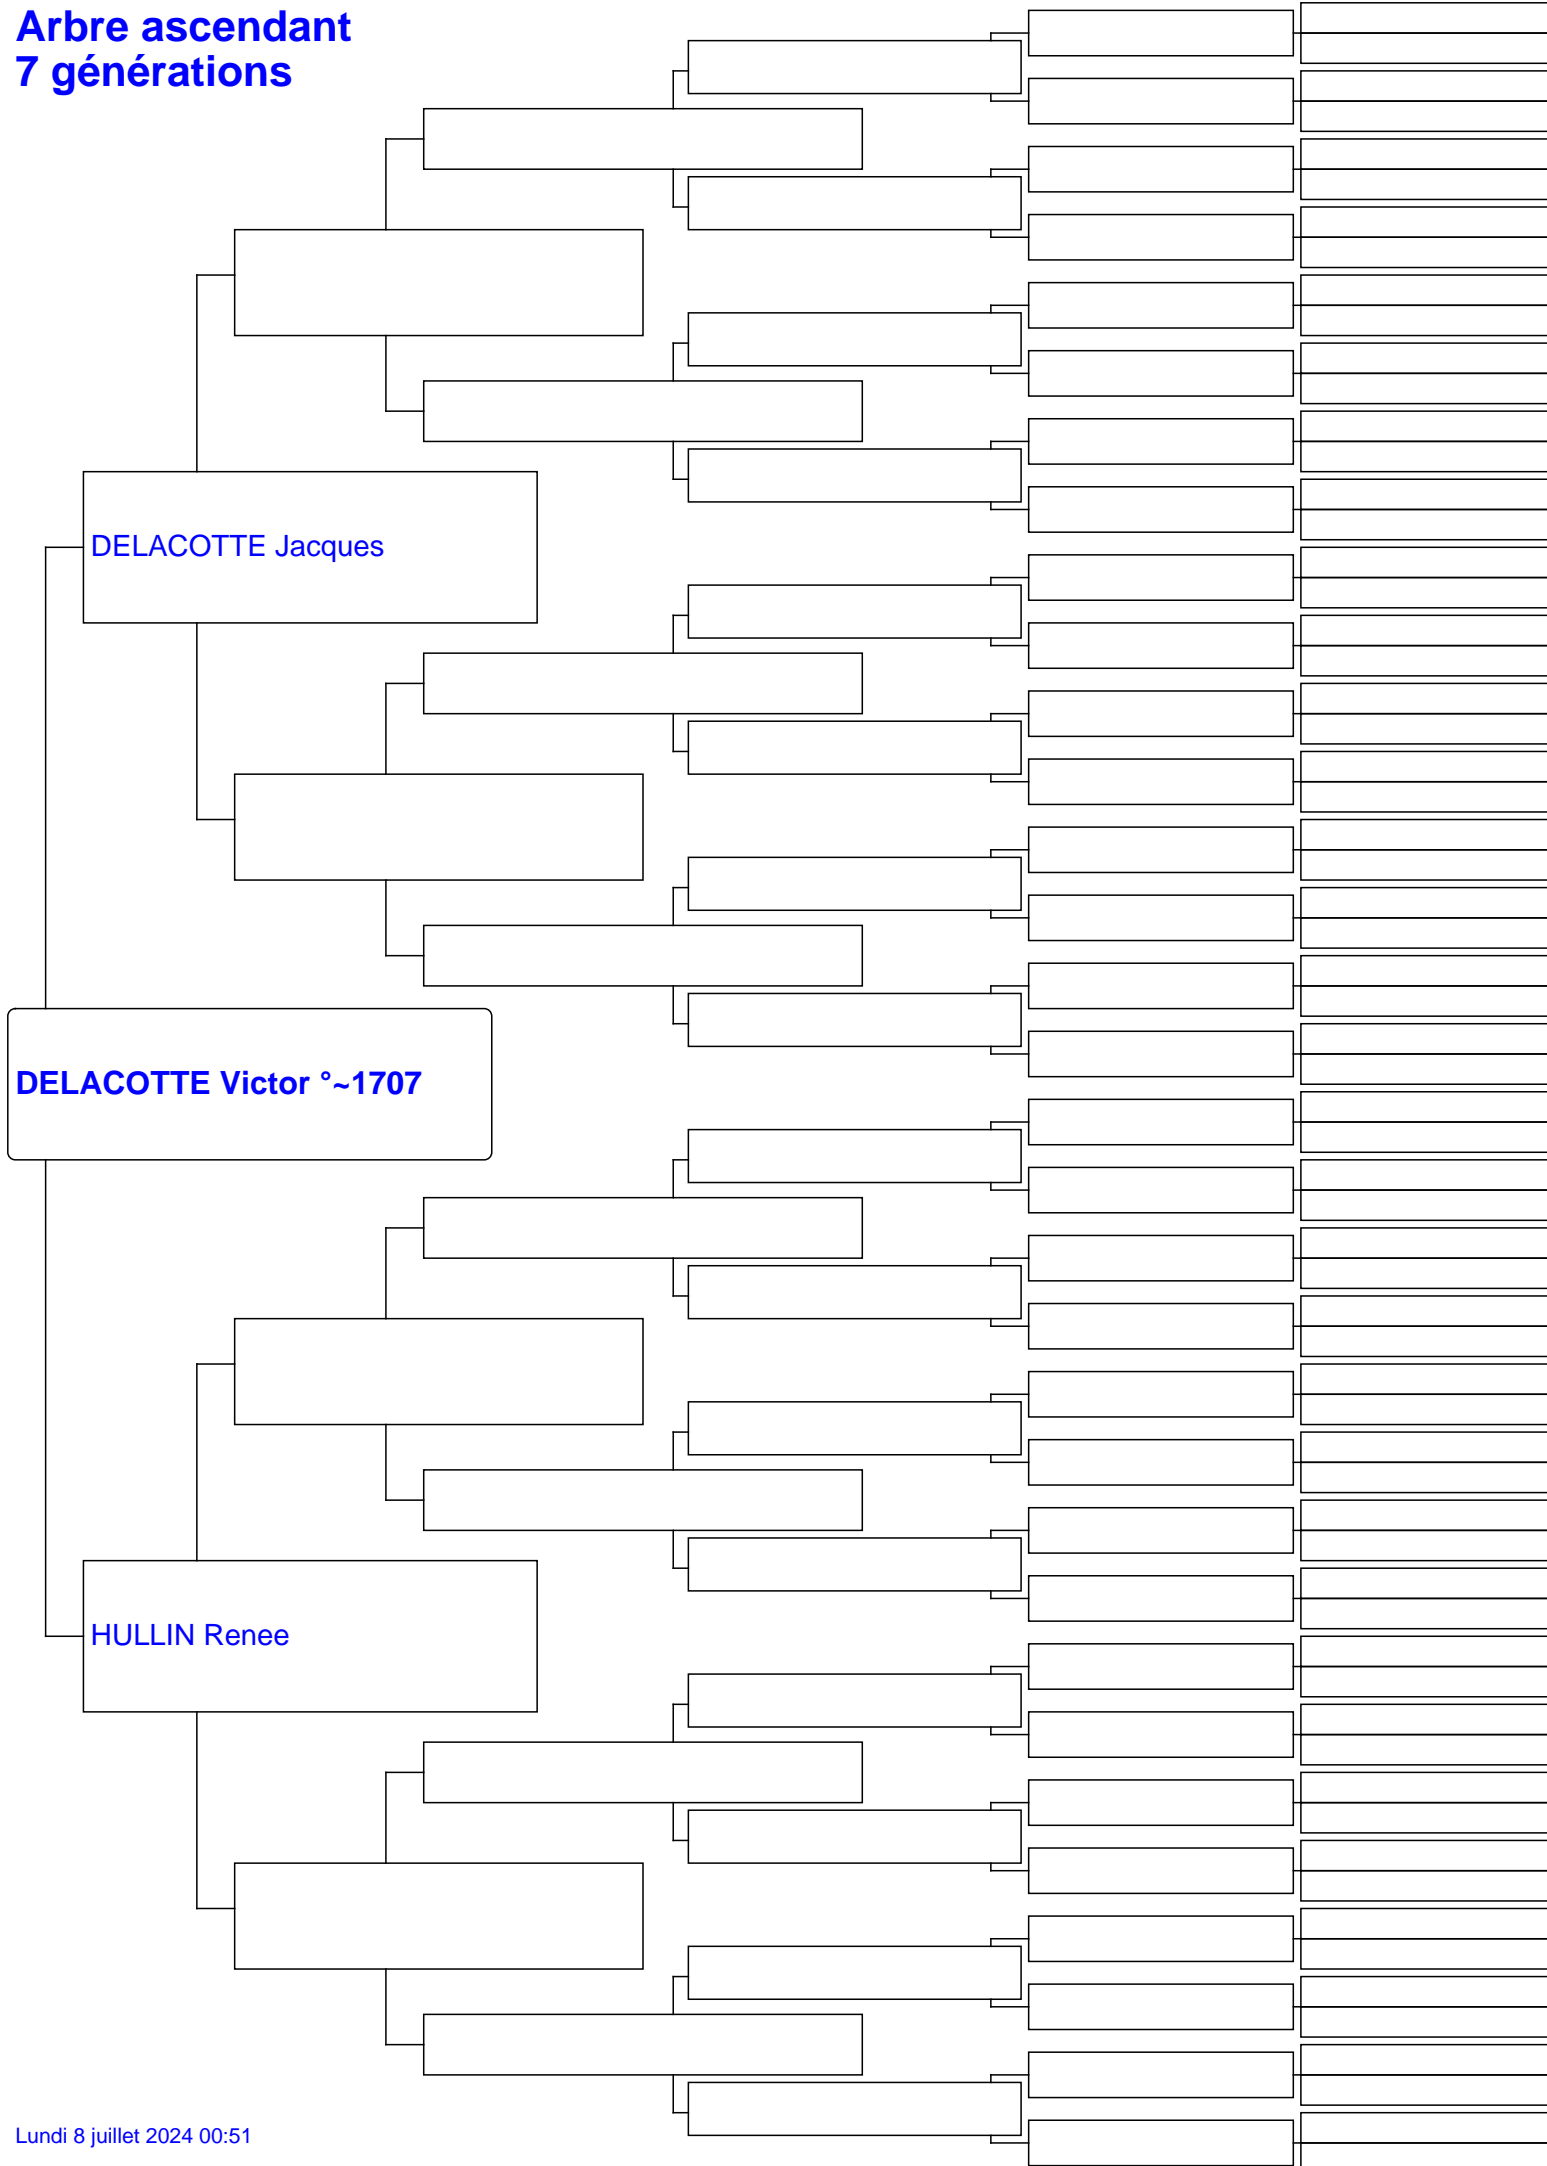 Arbre ascendant
7 générations
DELACOTTE Jacques
DELACOTTE Victor °~1707
HULLIN Renee
Lundi 8 juillet 2024 00:51